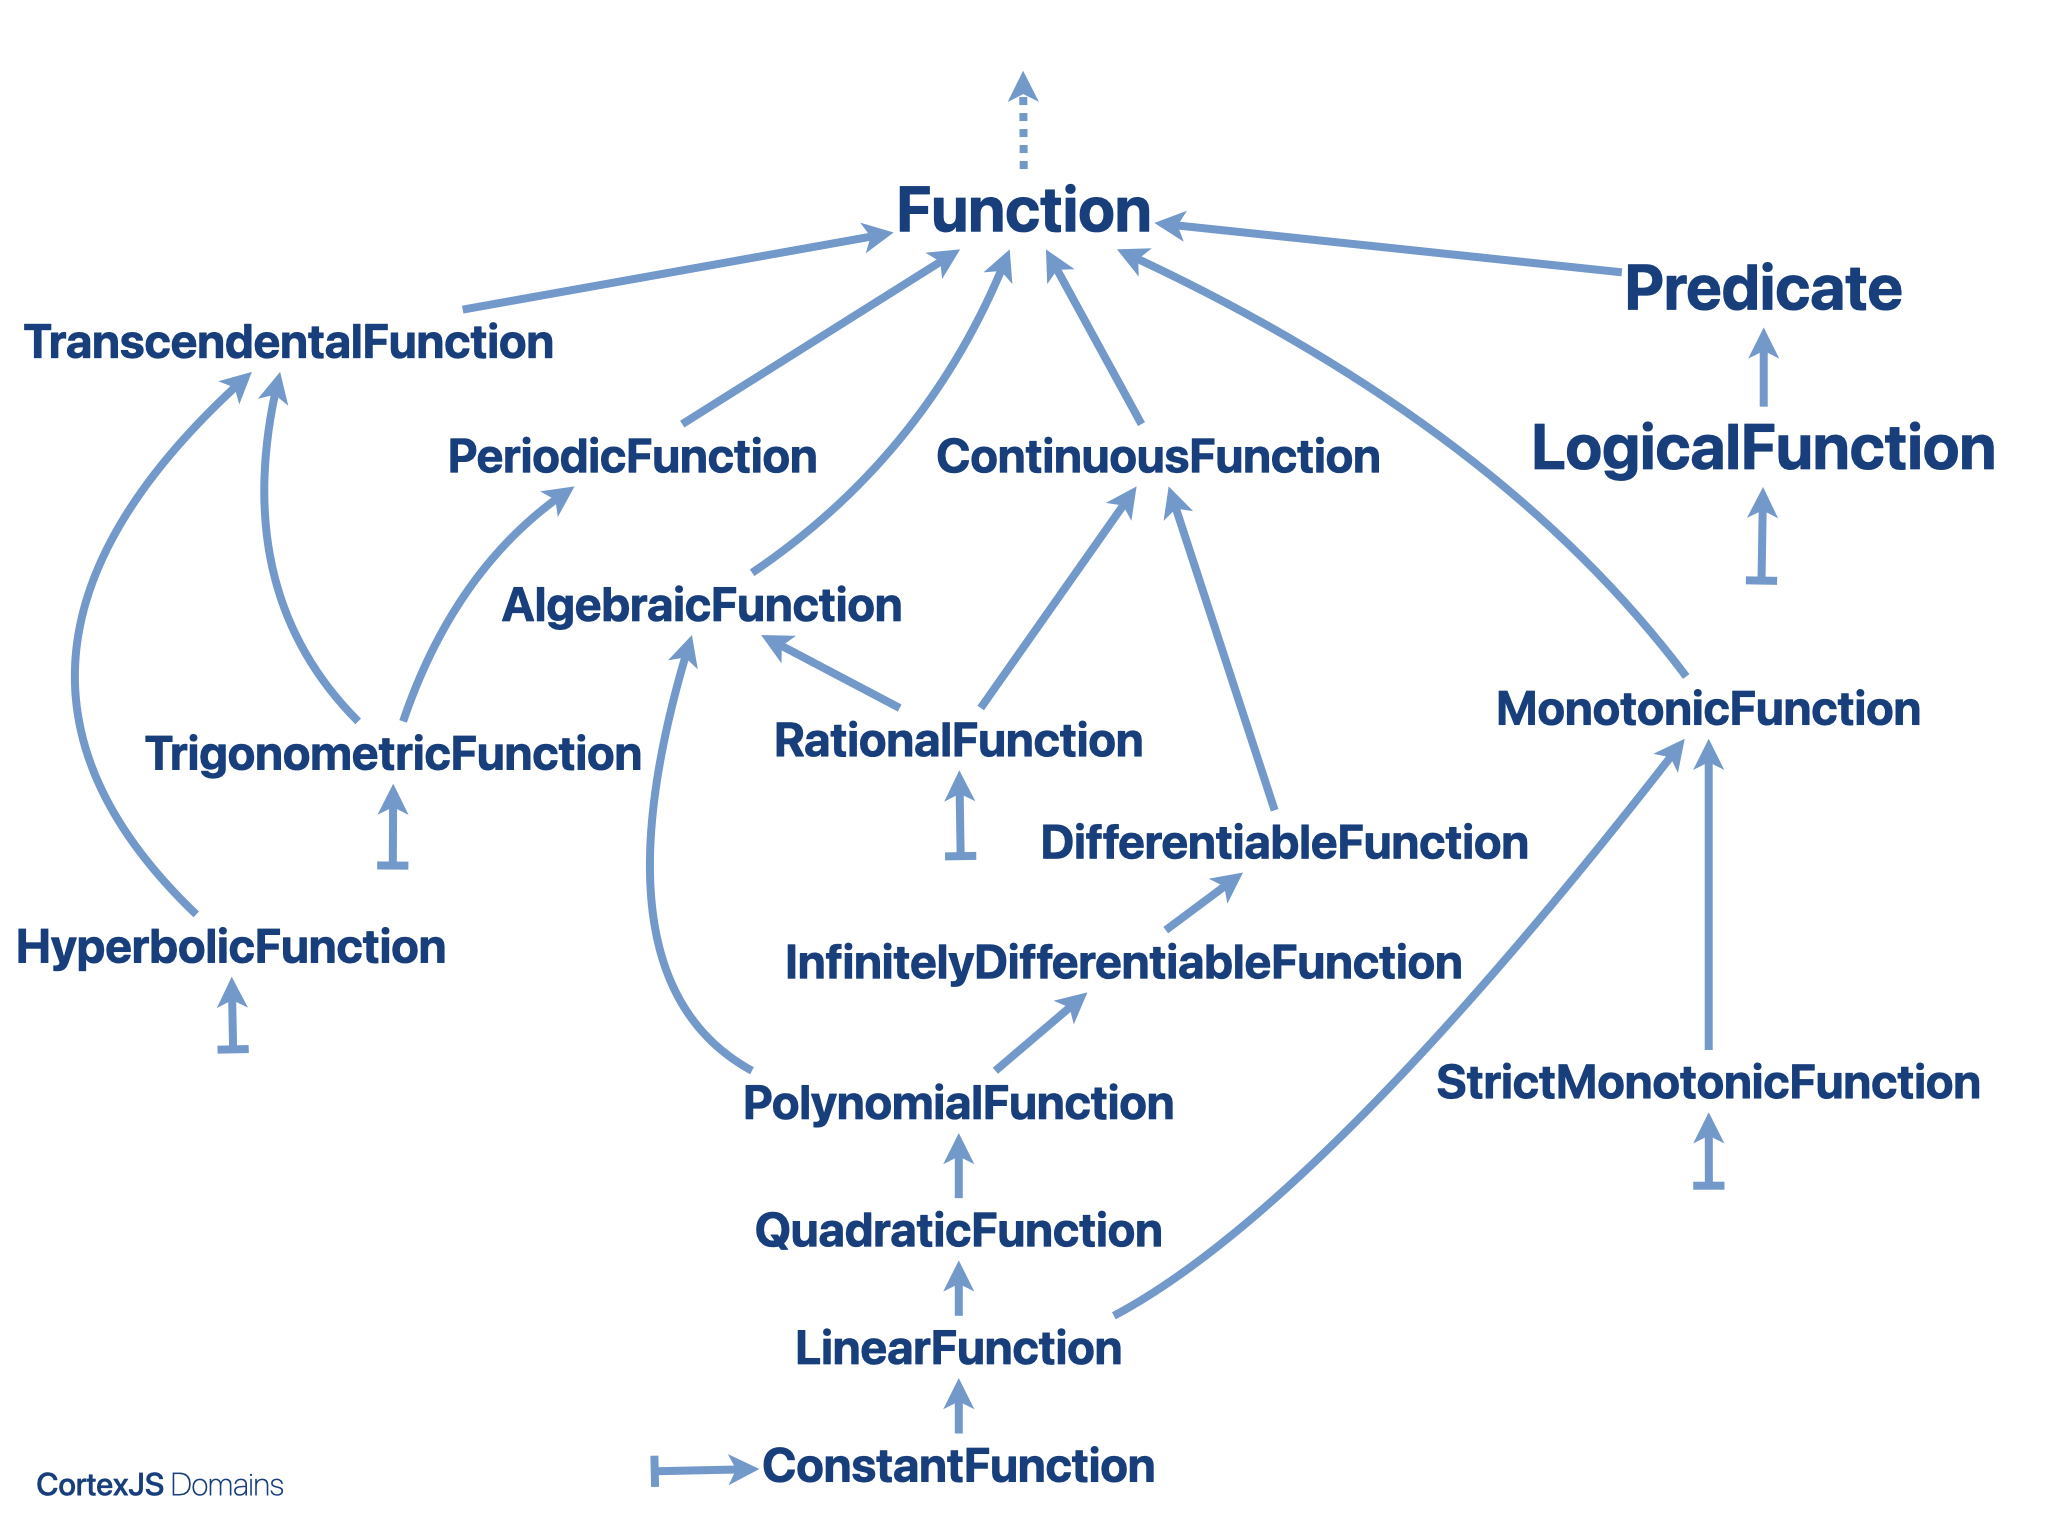 Function
Predicate
TranscendentalFunction
PeriodicFunction
ContinuousFunction
LogicalFunction
AlgebraicFunction
MonotonicFunction
TrigonometricFunction
RationalFunction
DifferentiableFunction
HyperbolicFunction
InfinitelyDifferentiableFunction
StrictMonotonicFunction
PolynomialFunction
QuadraticFunction
LinearFunction
ConstantFunction
CortexJS Domains